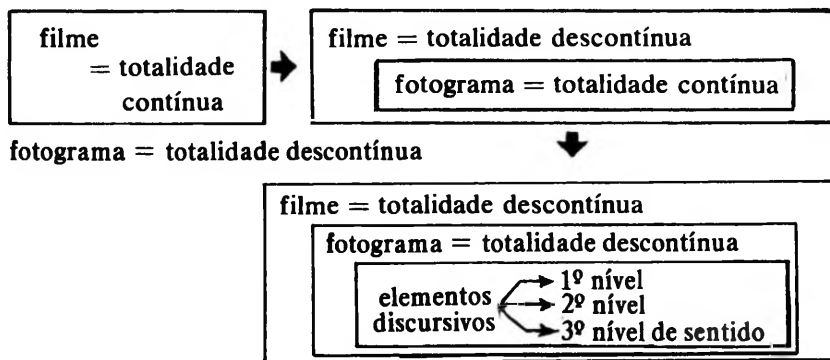 filme
= totalidade
contínua
filme = totalidade descontínua
fotograma = totalidade contínua
fotograma = totalidade descontínua
filme = totalidade descontínua
fotograma = totalidade descontínua
elementos
discursivos
1º nível
2º nível
3º nível de sentido